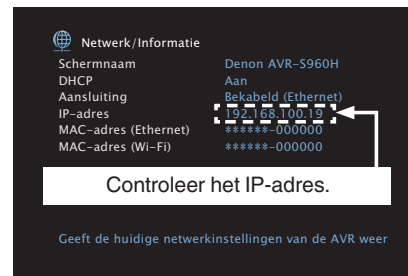 Netwerk/Informatie
Schermnaam Denon AVR-S960H
DHCP Aan
Aansluiting Bekabeld (Ethernet)
IP-adres 192.168.100.19
MAC-adres (Ethernet) ******-000000
MAC-adres (Wi-Fi) ******-000000
Controleer het IP-adres.
Geeft de huidige netwerkinstellingen van de AVR weer